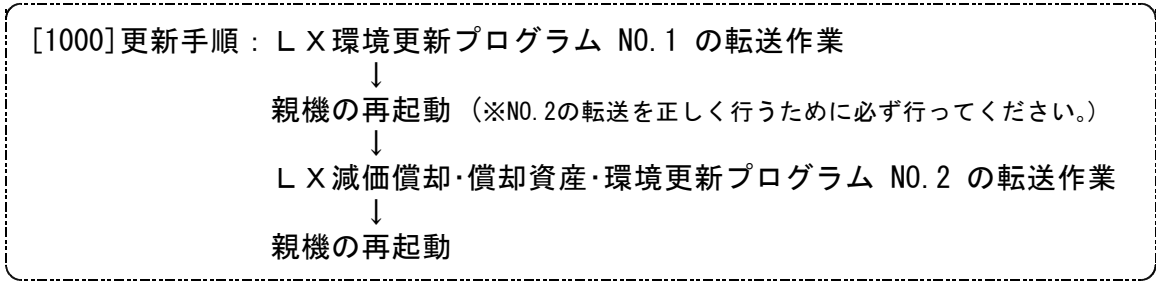 [1000]更新手順：ＬＸ環境更新プログラム NO.1 の転送作業
↓
親機の再起動（※NO.2の転送を正しく行うために必ず行ってください。）
↓
ＬＸ減価償却･償却資産･環境更新プログラム NO.2 の転送作業
↓
親機の再起動